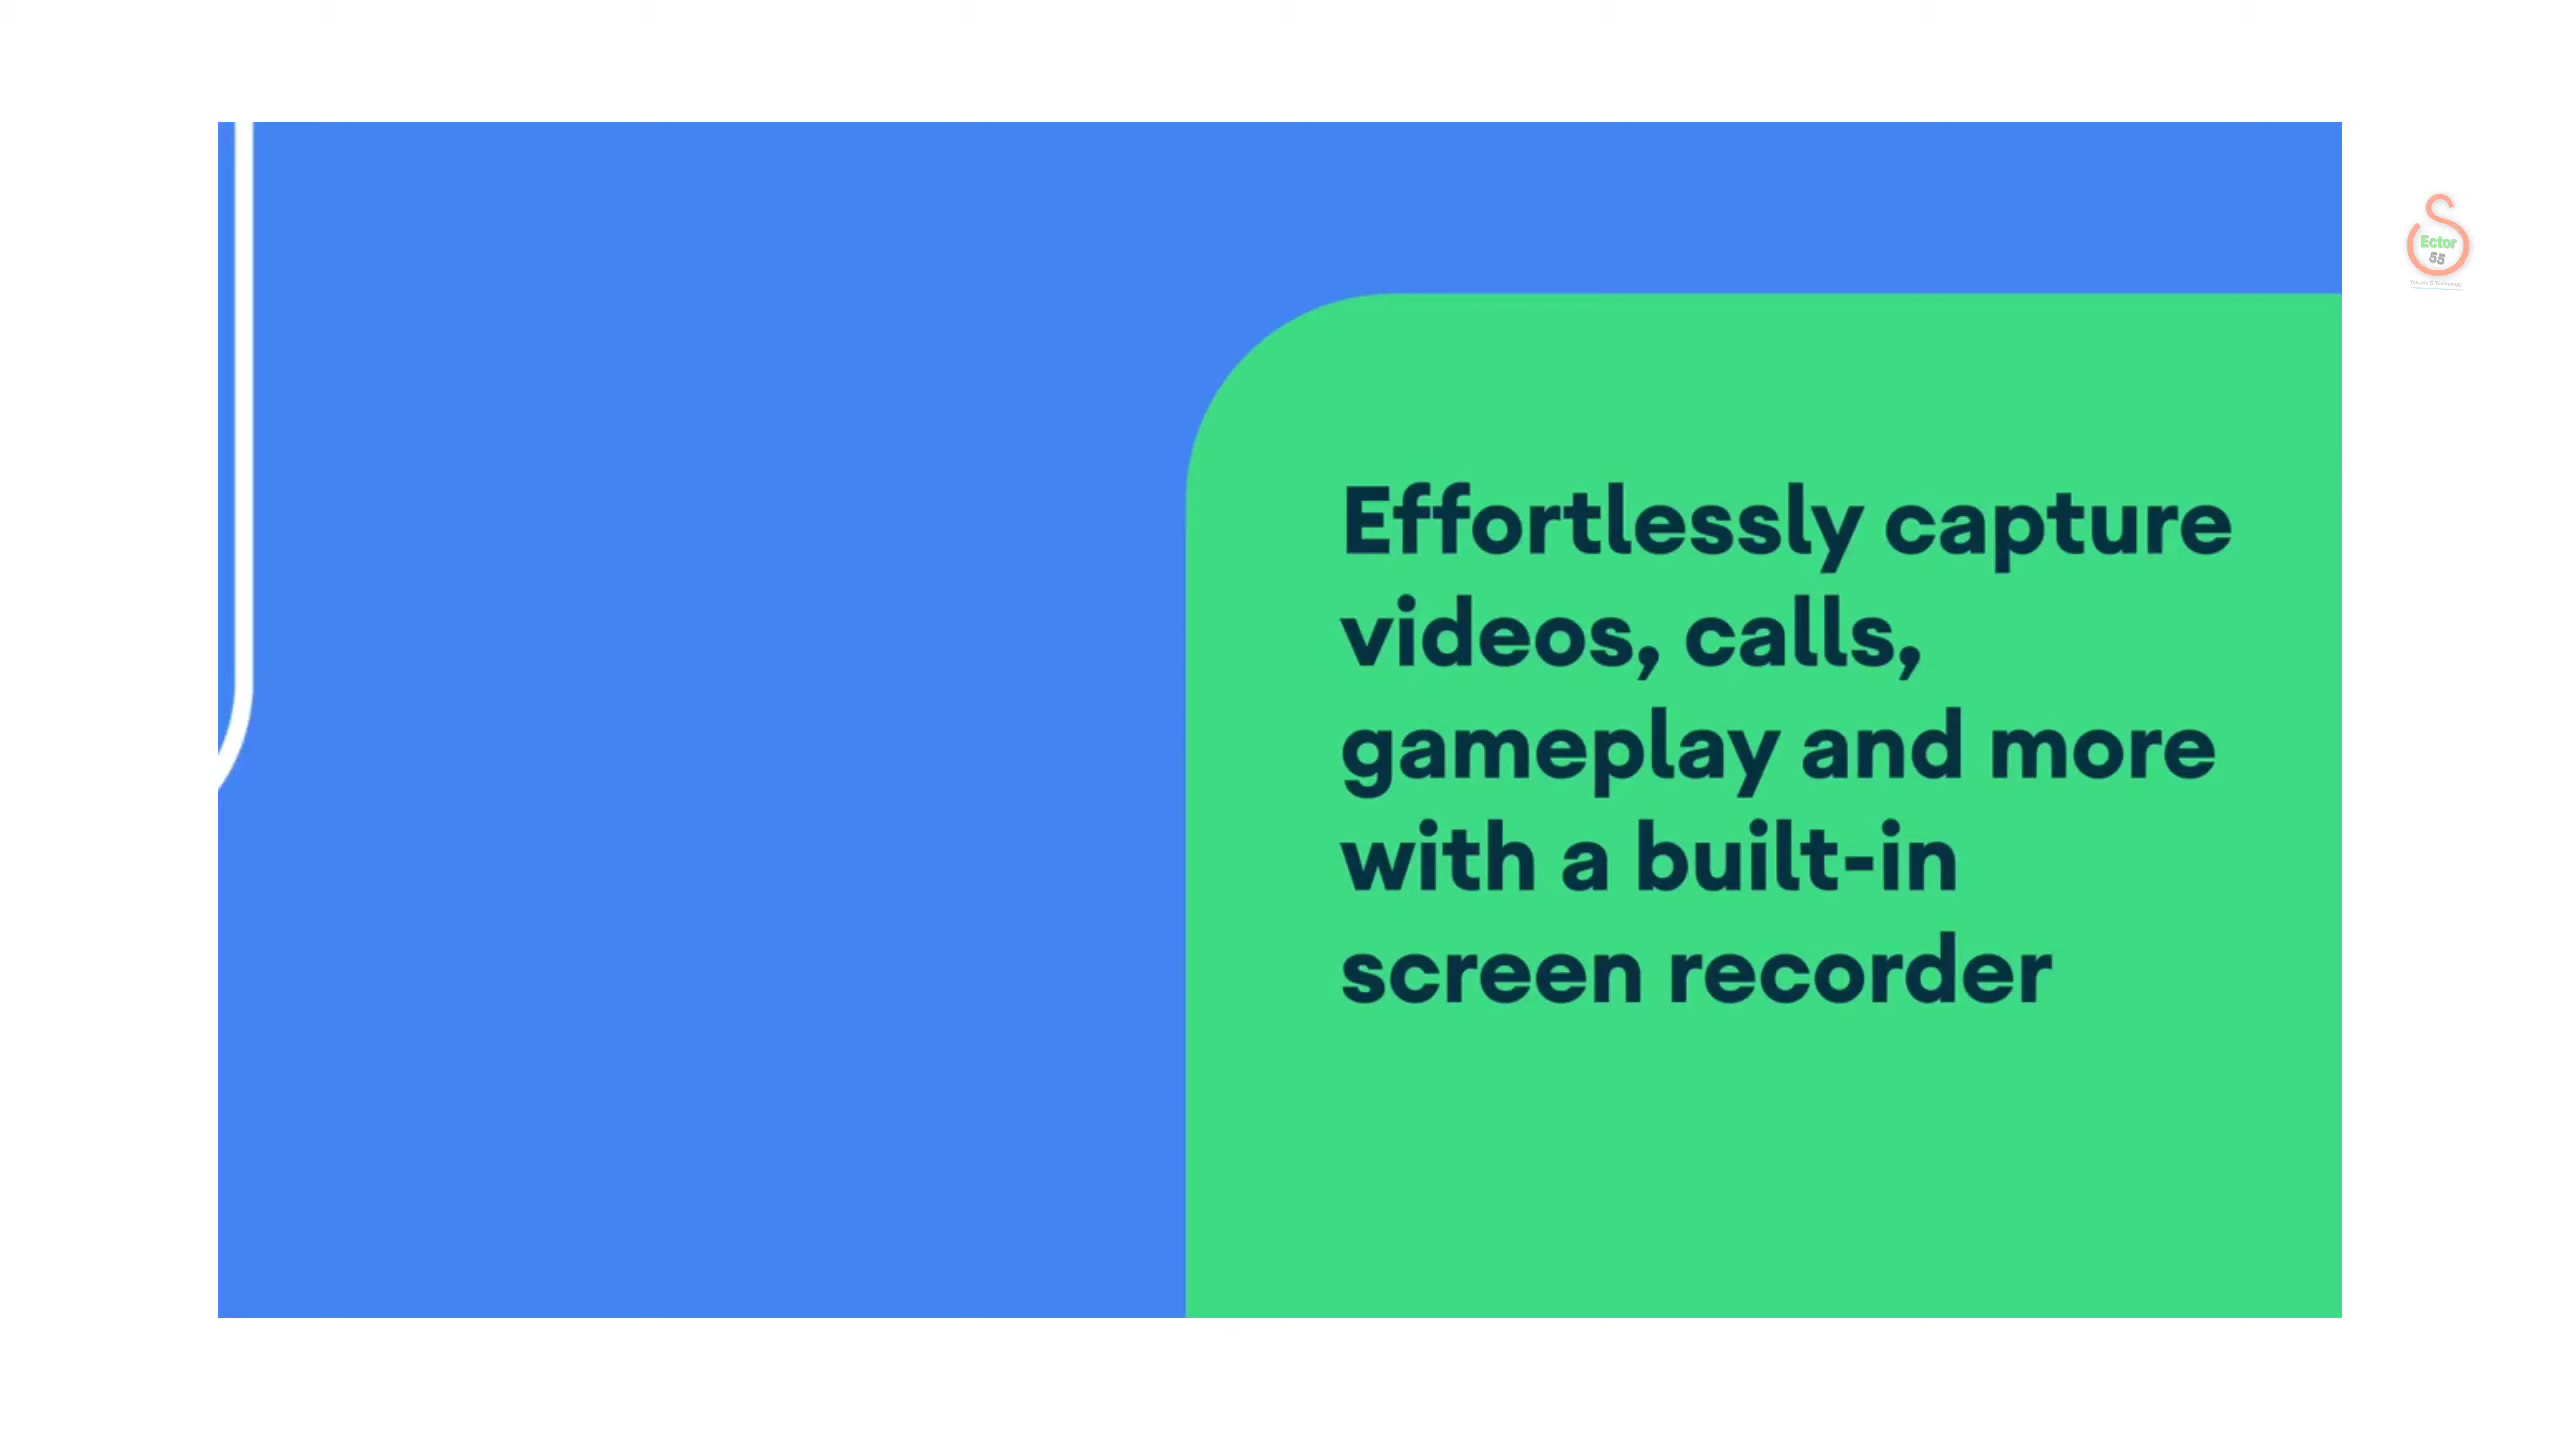 Effortlessly capture
videos, calls,
gameplay and more
with a built-in
screen recorder
Ector
55